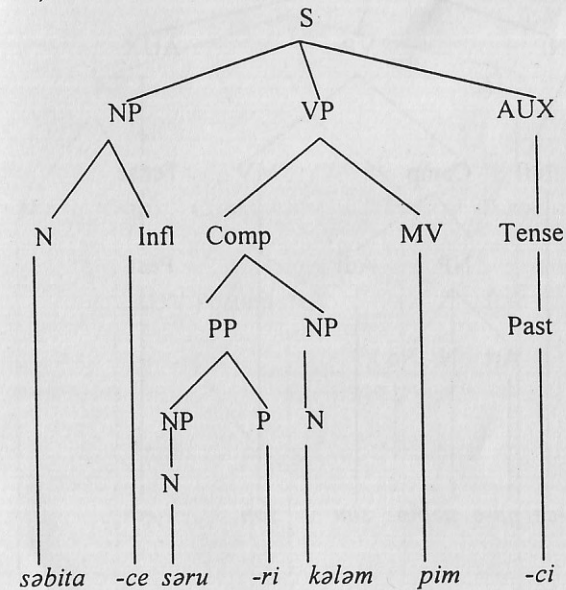 S
NP VP AUX
N Infl Comp MV Tense
PP NP Past
NP P N
N
səbita -ce səru -ri kələm pim -ci